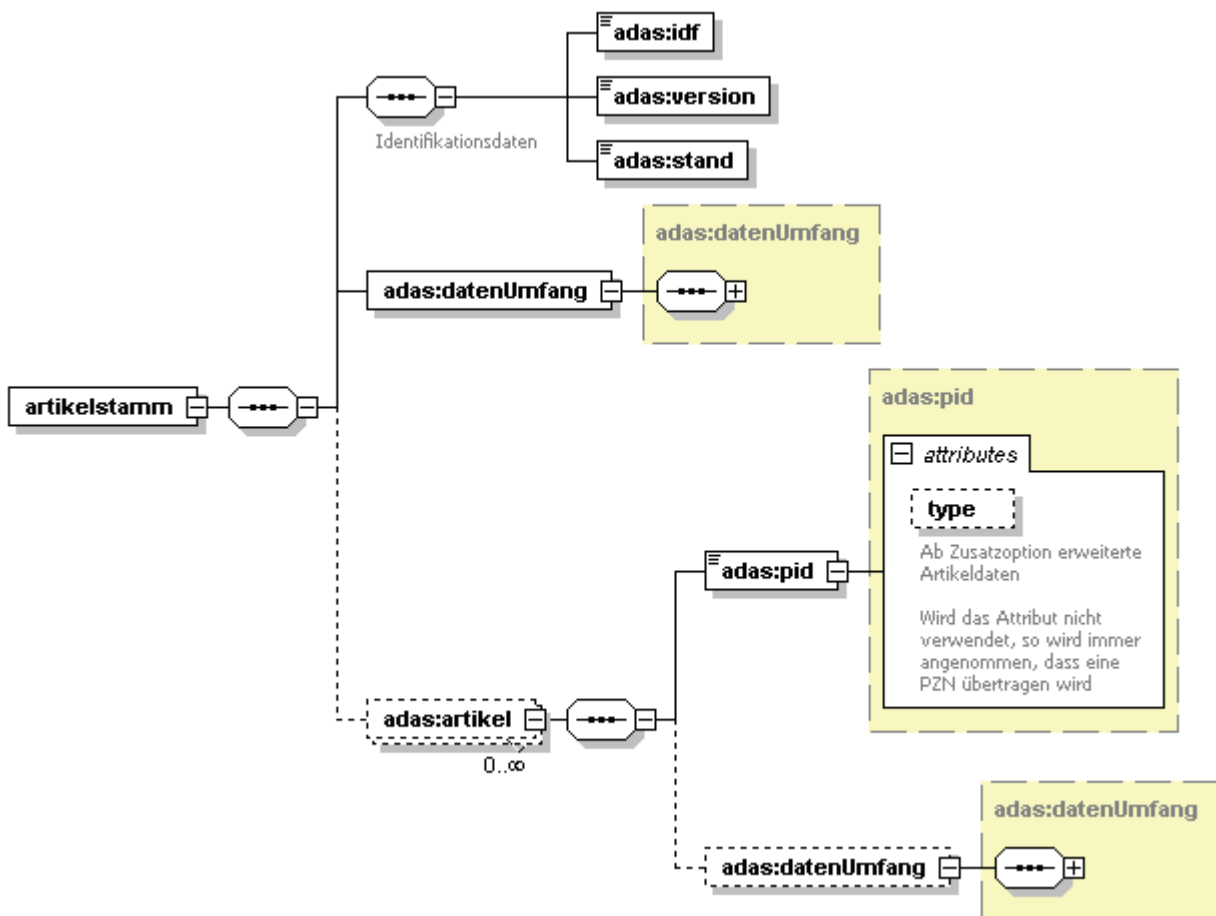 adas:idf
adas:version
Identifikationsdaten
adas:stand
adas:datenUmfang
adas:datenUmfang
artikelstamm
adas:pid
attributes
type
Ab Zusatzoption erweiterte
Artikeldaten
adas:pid
Wird das Attribut nicht
verwendet, so wird immer
angenommen, dass eine
PZN übertragen wird
adas:artikel
0..∞
adas:datenUmfang
adas:datenUmfang